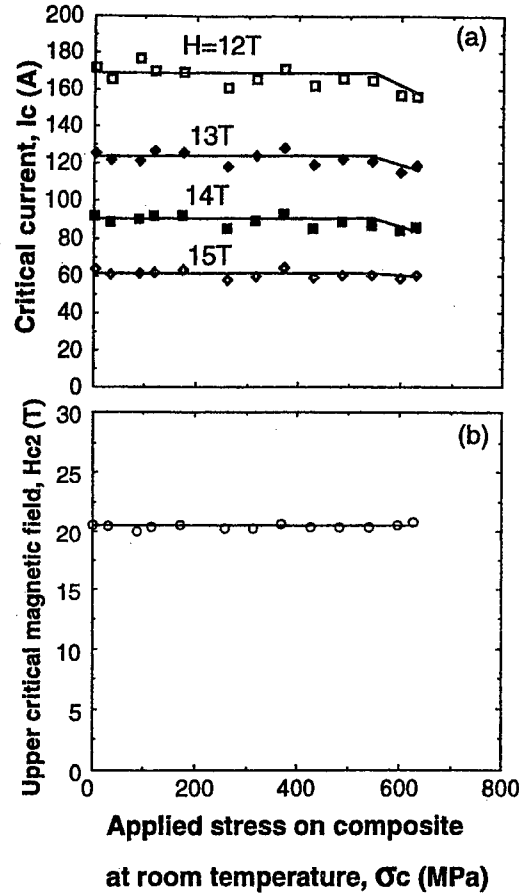 200
180
160
140
120
100
80
60
40
20
0
Critical current, Ic (A)
(a)
H=12T
13T
14T
15T
30
25
20
15
10
5
0
Upper critical magnetic field, Hc2 (T)
(b)
0 200 400 600 800
Applied stress on composite
at room temperature, σc (MPa)